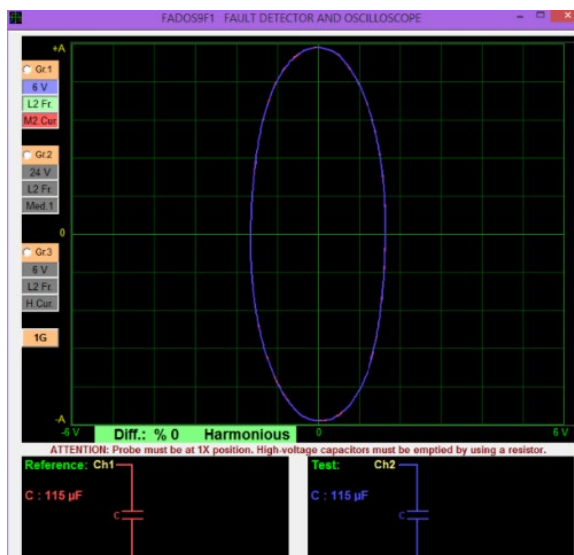 FADOS9F1 FAULT DETECTOR AND OSCILLOSCOPE
+A
Gr.1
6 V
L2 Fr.
M2.Cur
Gr.2
24 V
L2 Fr.
Med.1
0
Gr.3
6 V
L2 Fr.
H.Cur.
1G
-A
-6 V
0
6 V
Diff.: % 0 Harmonious
ATTENTION: Probe must be at 1X position. High-voltage capacitors must be emptied by using a resistor.
Reference: Ch1
C : 115 µF
C
Test: Ch2
C : 115 µF
C